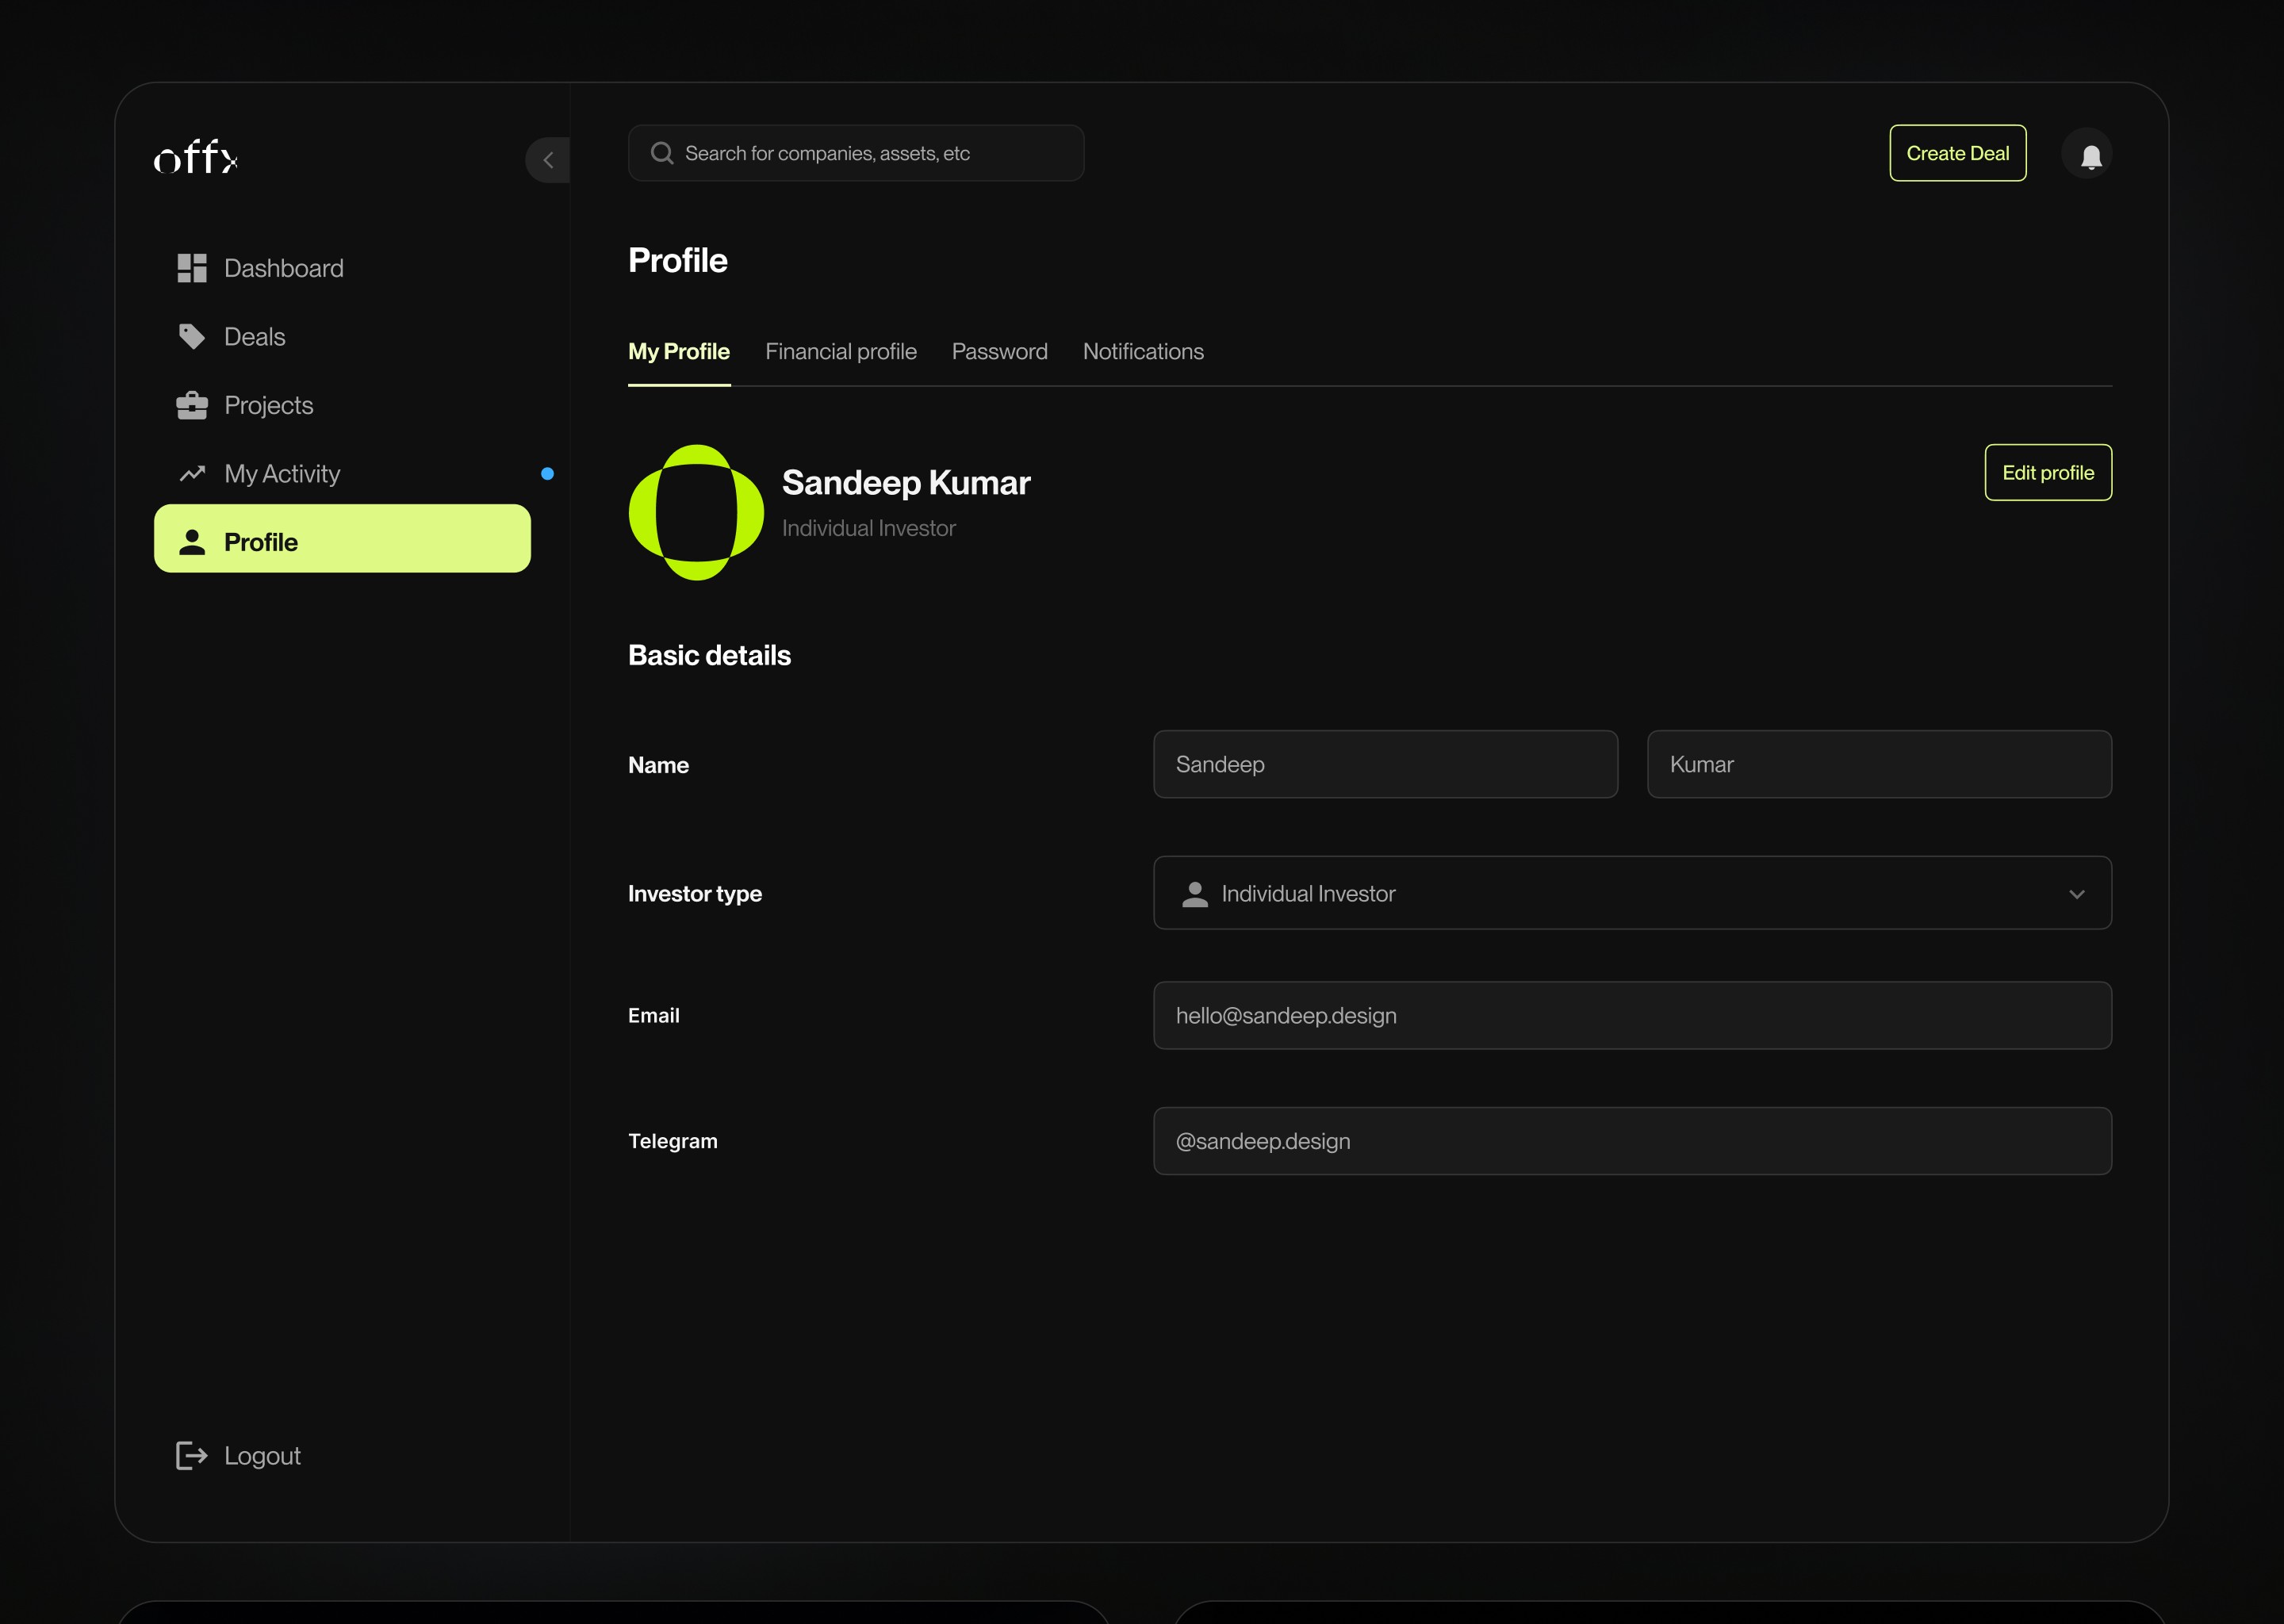 offx
Search for companies, assets, etc
Create Deal
Dashboard
Deals
Projects
My Activity
Profile
Logout
Profile
My Profile
Financial profile
Password
Notifications
Sandeep Kumar
Individual Investor
Edit profile
Basic details
Name
Sandeep
Kumar
Investor type
Individual Investor
Email
hello@sandeep.design
Telegram
@sandeep.design